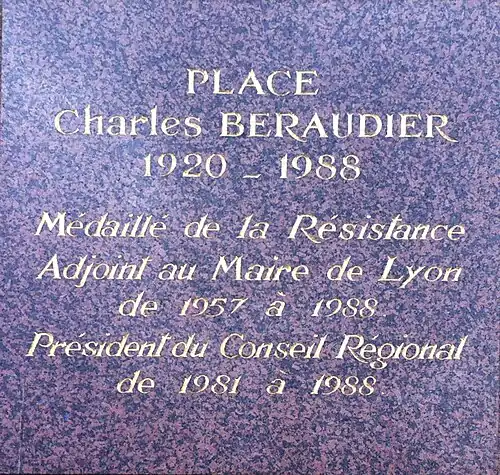 PLACE
Charles BERAUDIER
1920 - 1988
Médaillé de la Résistance
Adjoint au Maire de Lyon
de 1957 à 1988
Président du Conseil Régional
de 1981 à 1988